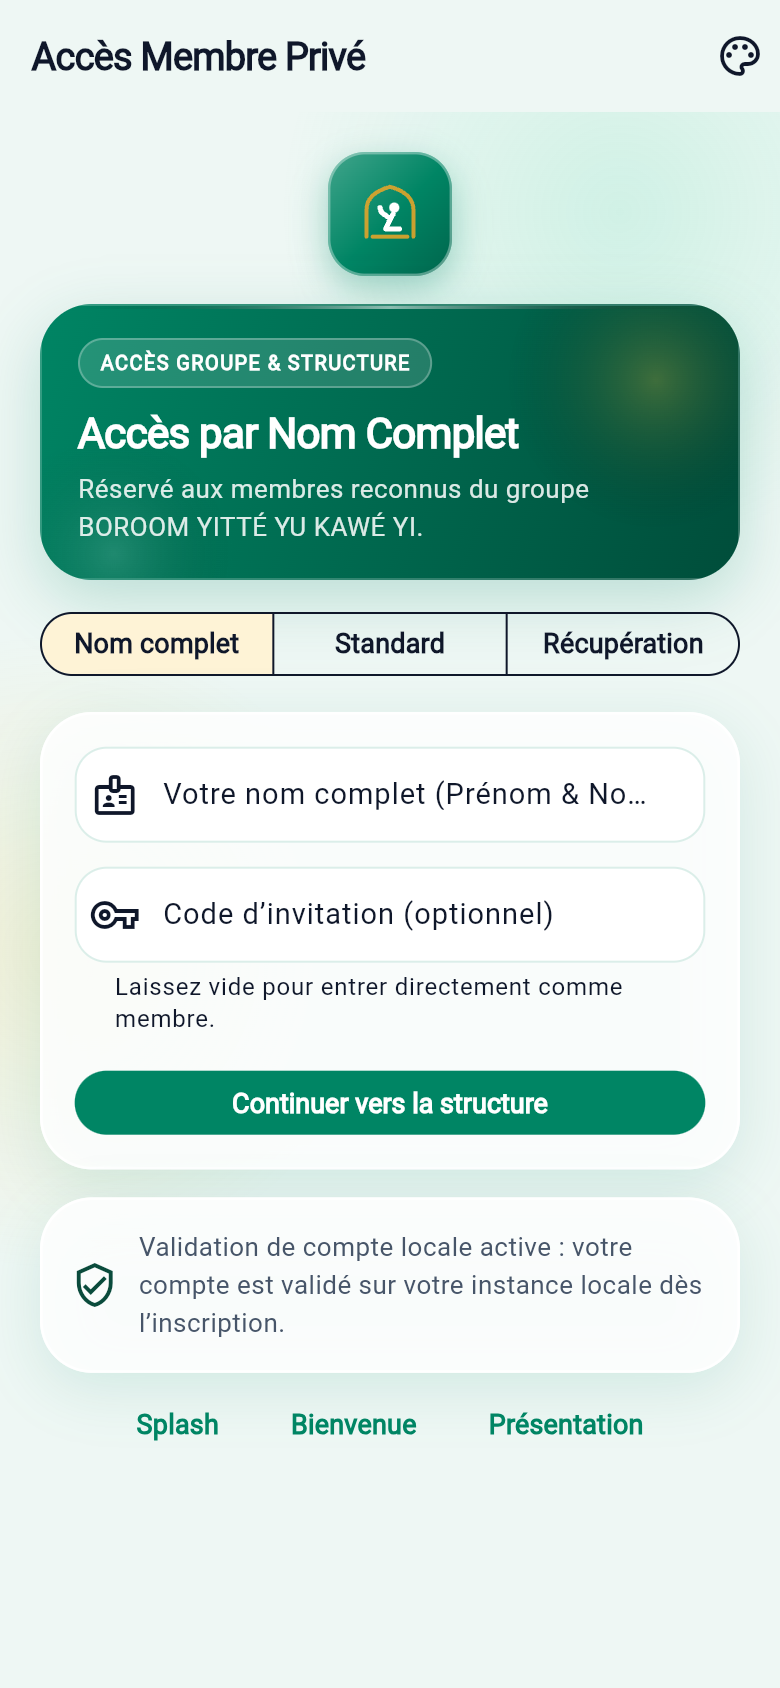 Accès Membre Privé
ACCÈS GROUPE & STRUCTURE
Accès par Nom Complet
Réservé aux membres reconnus du groupe
BOROOM YITTÉ YU KAWÉ YI.
Nom complet
Standard
Récupération
Votre nom complet (Prénom & No…
Code d’invitation (optionnel)
Laissez vide pour entrer directement comme
membre.
Continuer vers la structure
Validation de compte locale active : votre
compte est validé sur votre instance locale dès
l’inscription.
Splash
Bienvenue
Présentation